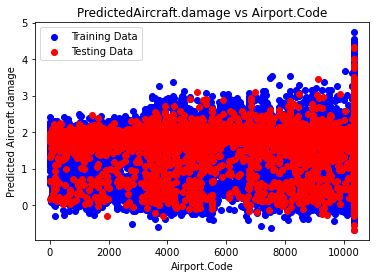 PredictedAircraft.damage vs Airport.Code
Training Data
Testing Data
Predicted Aircraft.damage
5
4
3
2
1
0
0
2000
4000
6000
8000
10000
Airport.Code